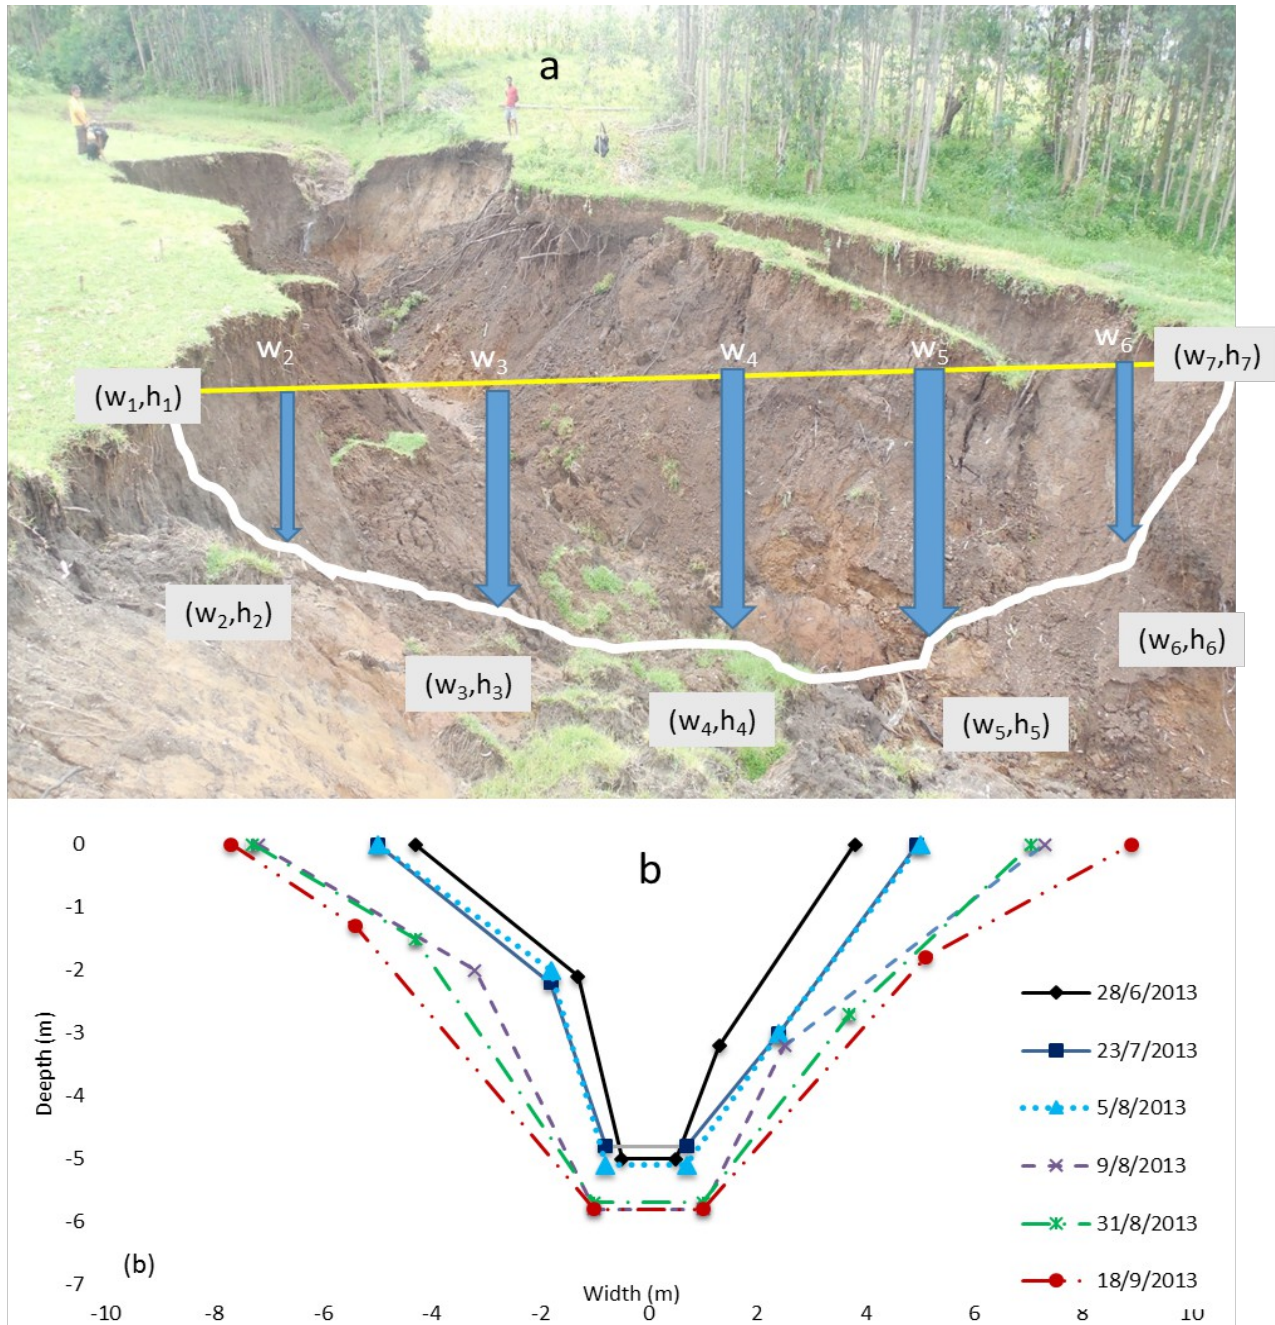 a
w₂
w₃
w₄
w₅
w₆
(w₁,h₁)
(w₇,h₇)
(w₂,h₂)
(w₃,h₃)
(w₄,h₄)
(w₅,h₅)
(w₆,h₆)
b
0
-1
-2
-3
-4
-5
-6
-7
Deepth (m)
28/6/2013
23/7/2013
5/8/2013
9/8/2013
31/8/2013
18/9/2013
(b)
Width (m)
-10 -8 -6 -4 -2 0 2 4 6 8 10